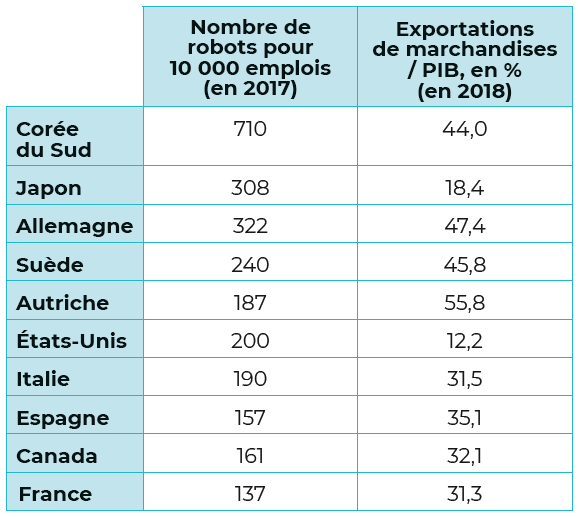 Nombre de
robots pour
10 000 emplois
(en 2017)
Exportations
de marchandises
/ PIB, en %
(en 2018)
Corée
du Sud
710
44,0
Japon
308
18,4
Allemagne
322
47,4
Suède
240
45,8
Autriche
187
55,8
États-Unis
200
12,2
Italie
190
31,5
Espagne
157
35,1
Canada
161
32,1
France
137
31,3